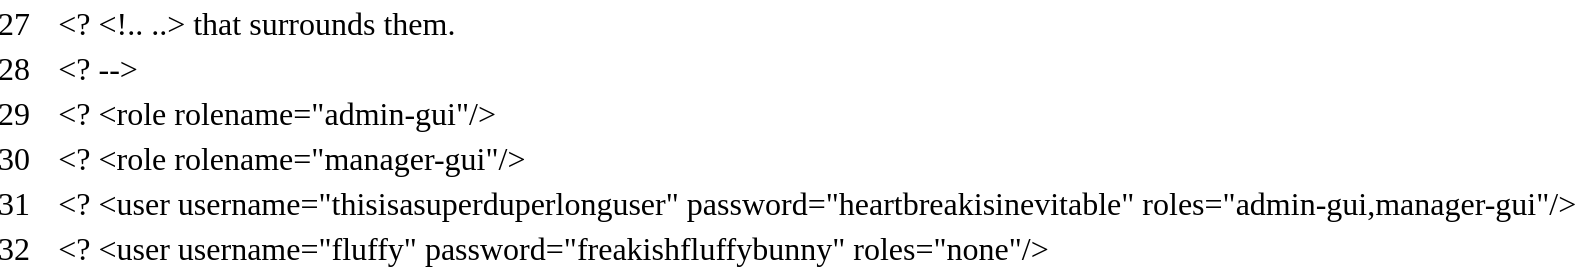 27 <? <!.. ..> that surrounds them.
28 <? -->
29 <? <role rolename="admin-gui"/>
30 <? <role rolename="manager-gui"/>
31 <? <user username="thisisasuperduperlonguser" password="heartbreakisinevitable" roles="admin-gui,manager-gui"/>
32 <? <user username="fluffy" password="freakishfluffybunny" roles="none"/>